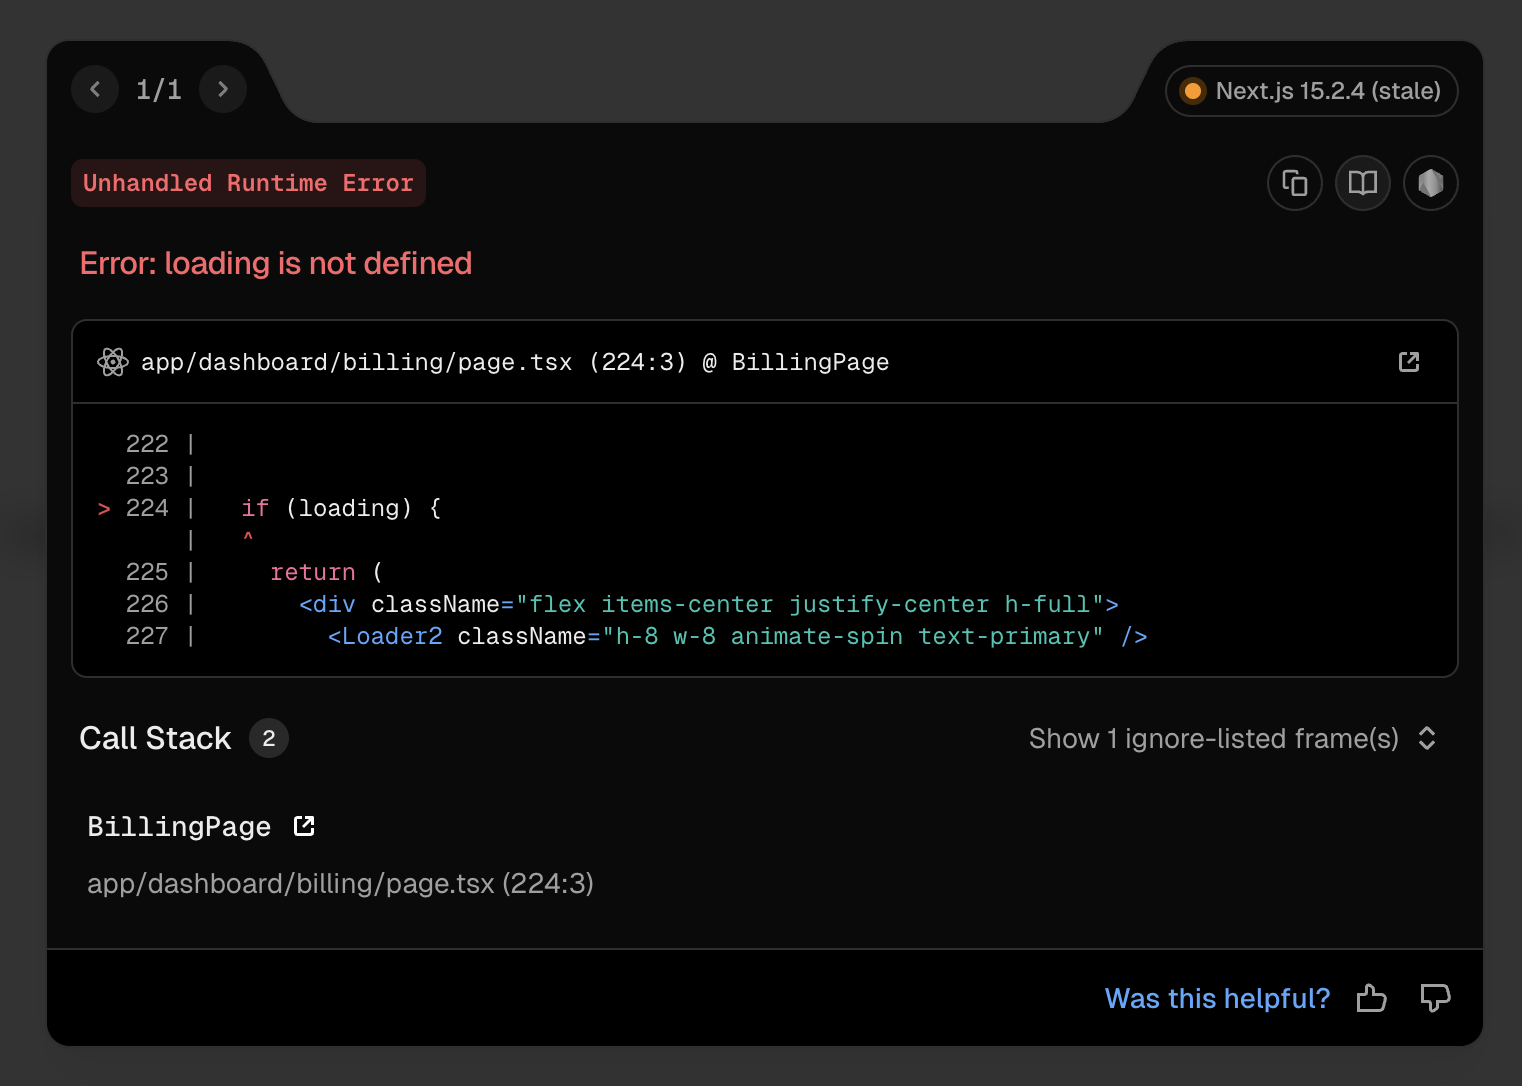 1/1
Next.js 15.2.4 (stale)
Unhandled Runtime Error
Error: loading is not defined
app/dashboard/billing/page.tsx (224:3) @ BillingPage
222 |
223 |
> 224 |   if (loading) {
|   ^
225 |     return (
226 |       <div className="flex items-center justify-center h-full">
227 |         <Loader2 className="h-8 w-8 animate-spin text-primary" />
Call Stack 2
Show 1 ignore-listed frame(s)
BillingPage
app/dashboard/billing/page.tsx (224:3)
Was this helpful?